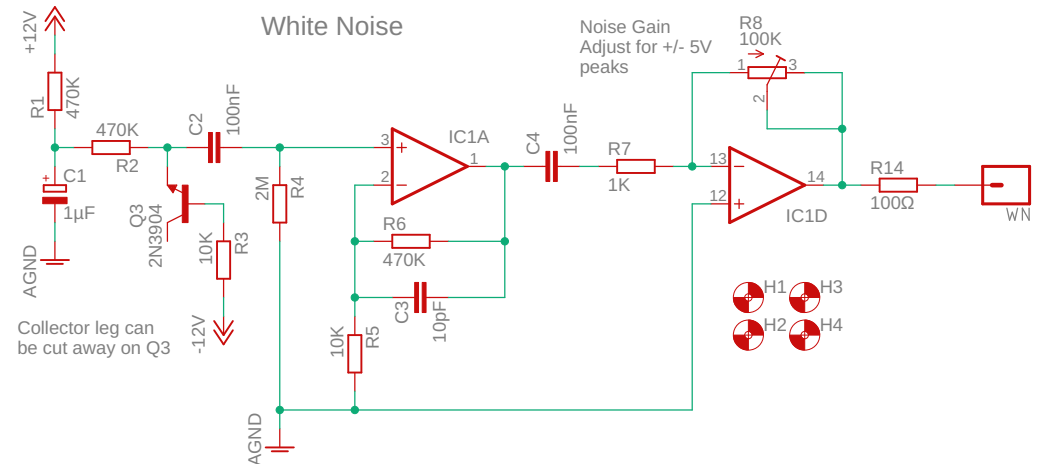 White Noise
+12V
R1
470K
470K
R2
C1
+
1µF
AGND
C2
100nF
Q3
2N3904
10K
R3
-12V
Collector leg can
be cut away on Q3
2M
R4
AGND
3
+
2
−
1
IC1A
R6
470K
C3
10pF
10K
R5
C4
100nF
R7
1K
Noise Gain
Adjust for +/- 5V
peaks
R8
100K
1
3
2
13
−
12
+
14
IC1D
R14
100Ω
WN
H1
H3
H2
H4